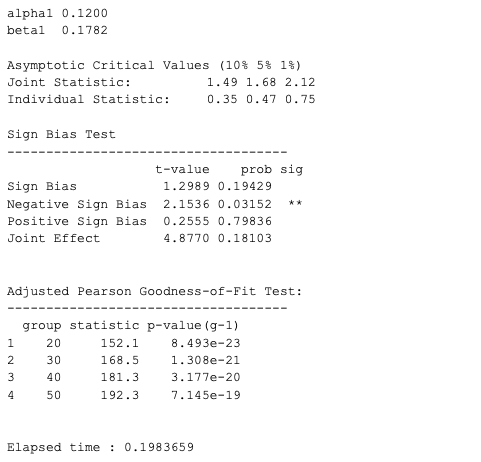 alpha1 0.1200
beta1  0.1782

Asymptotic Critical Values (10% 5% 1%)
Joint Statistic:          1.49 1.68 2.12
Individual Statistic:     0.35 0.47 0.75

Sign Bias Test
------------------------------------
                   t-value    prob sig
Sign Bias           1.2989 0.19429
Negative Sign Bias  2.1536 0.03152  **
Positive Sign Bias  0.2555 0.79836
Joint Effect        4.8770 0.18103


Adjusted Pearson Goodness-of-Fit Test:
------------------------------------
  group statistic p-value(g-1)
1    20     152.1    8.493e-23
2    30     168.5    1.308e-21
3    40     181.3    3.177e-20
4    50     192.3    7.145e-19


Elapsed time : 0.1983659